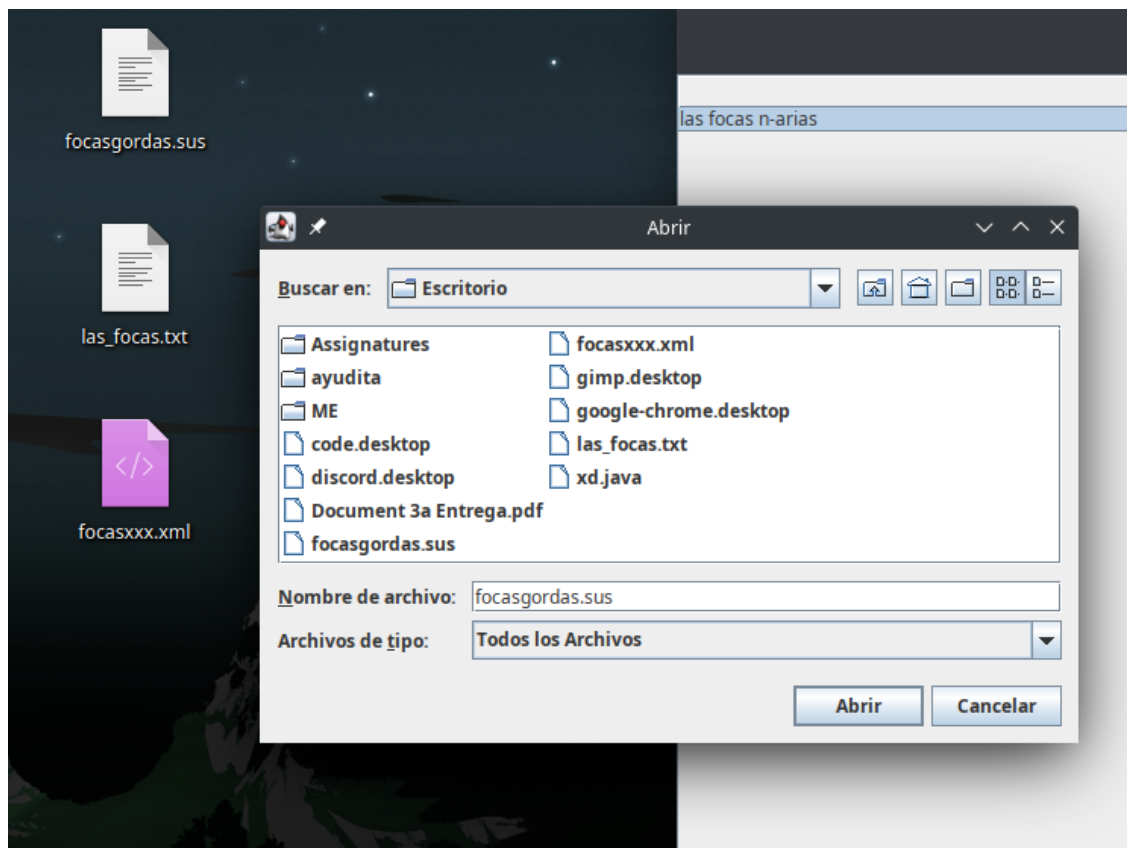 focasgordas.sus
las_focas.txt
focasxxx.xml
las focas n-arias
Abrir
Buscar en:
Escritorio
Assignatures
ayudita
ME
code.desktop
discord.desktop
Document 3a Entrega.pdf
focasgordas.sus
focasxxx.xml
gimp.desktop
google-chrome.desktop
las_focas.txt
xd.java
Nombre de archivo: focasgordas.sus
Archivos de tipo: Todos los Archivos
Abrir
Cancelar